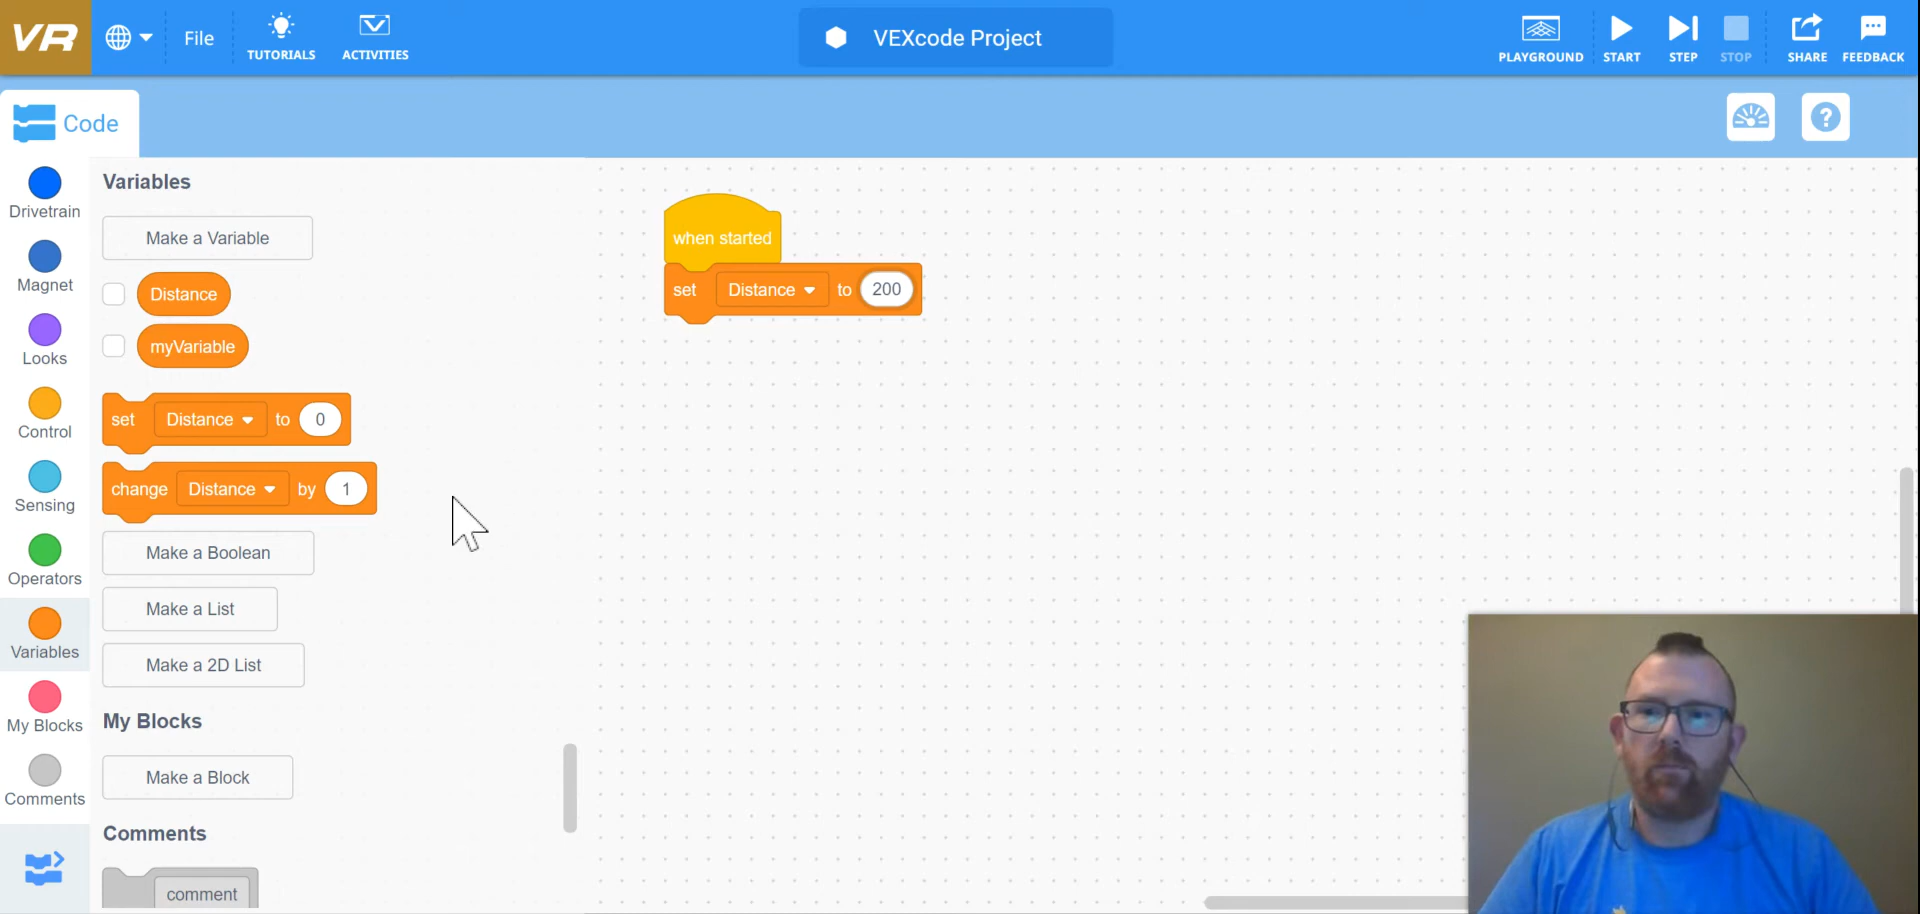 VR
File
TUTORIALS
ACTIVITIES
VEXcode Project
PLAYGROUND
START
STEP
STOP
SHARE
FEEDBACK
Code
?
Drivetrain
Magnet
Looks
Control
Sensing
Operators
Variables
My Blocks
Comments
Variables
Make a Variable
Distance
myVariable
set Distance to 0
change Distance by 1
Make a Boolean
Make a List
Make a 2D List
My Blocks
Make a Block
Comments
comment
when started
set Distance to 200